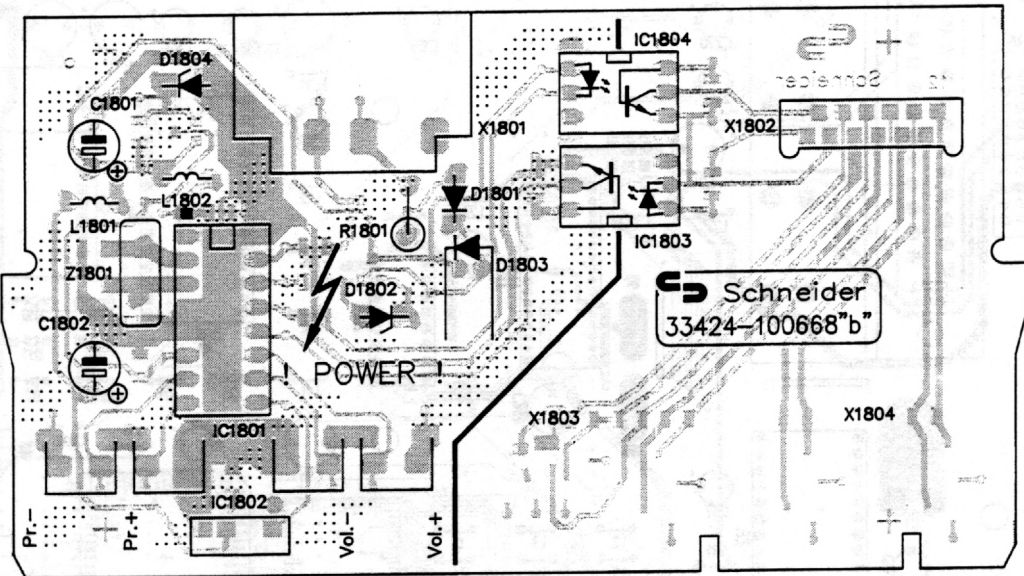 IC1804
D1804
C1801
X1801
X1802
L1802
D1801
L1801
R1801
IC1803
D1803
Z1801
D1802
Schneider
C1802
33424-100668"b"
! POWER !
X1803
X1804
IC1801
IC1802
Pr.-
Pr.+
Vol.-
Vol.+